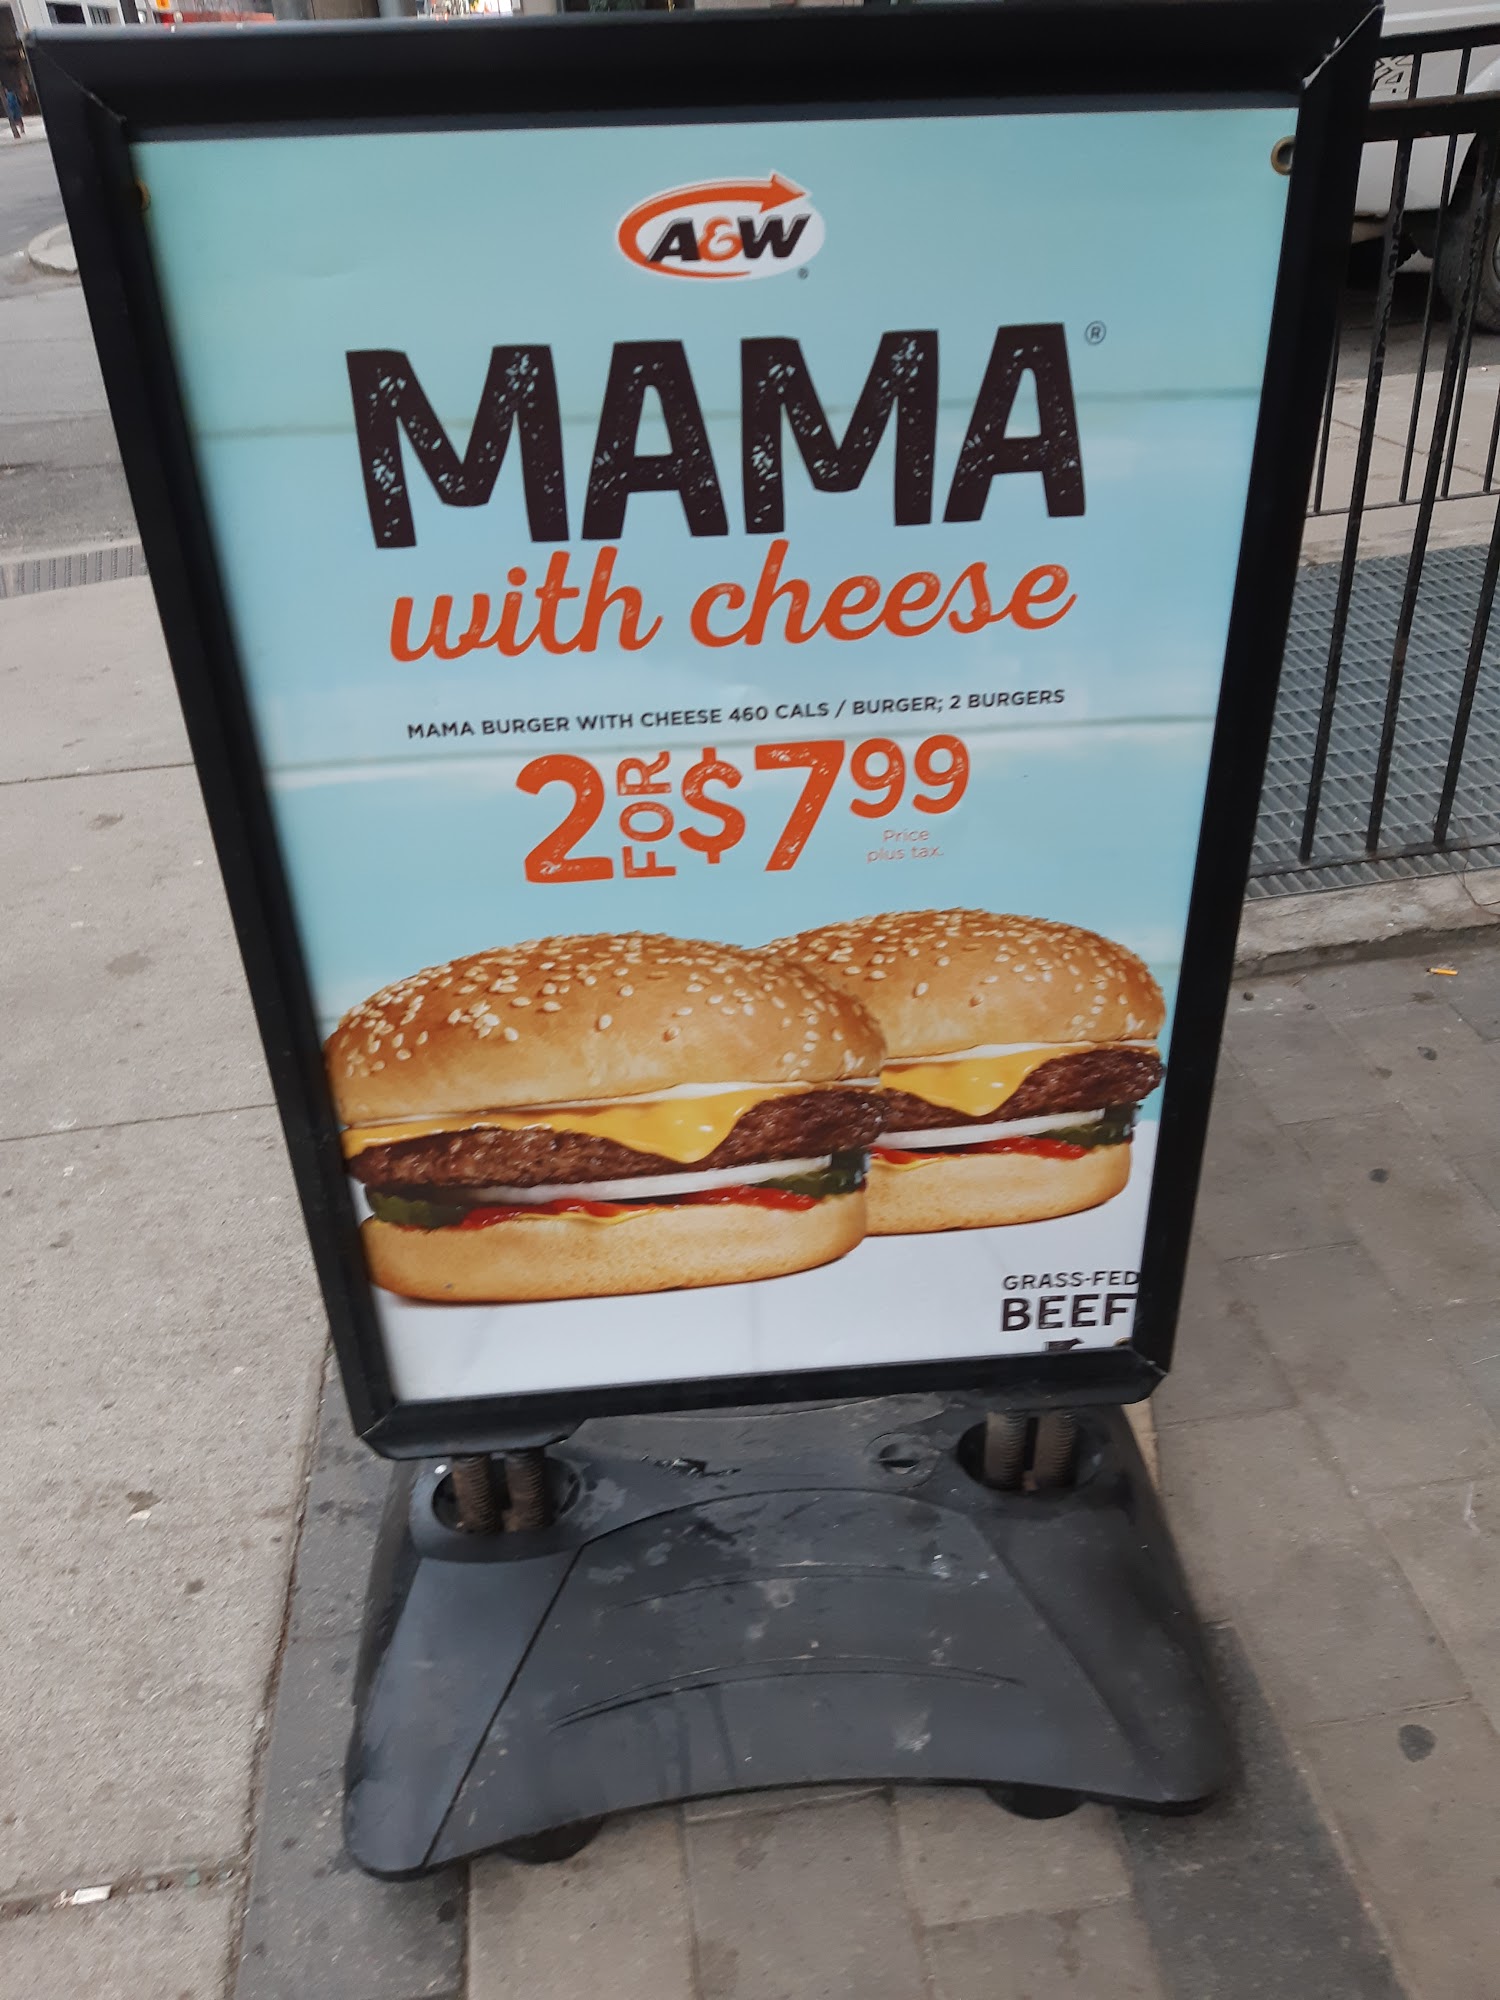 A&W
®
MAMA®
with cheese
MAMA BURGER WITH CHEESE 460 CALS / BURGER; 2 BURGERS
2 FOR $7.99
Price
plus tax.
GRASS-FED
BEEF